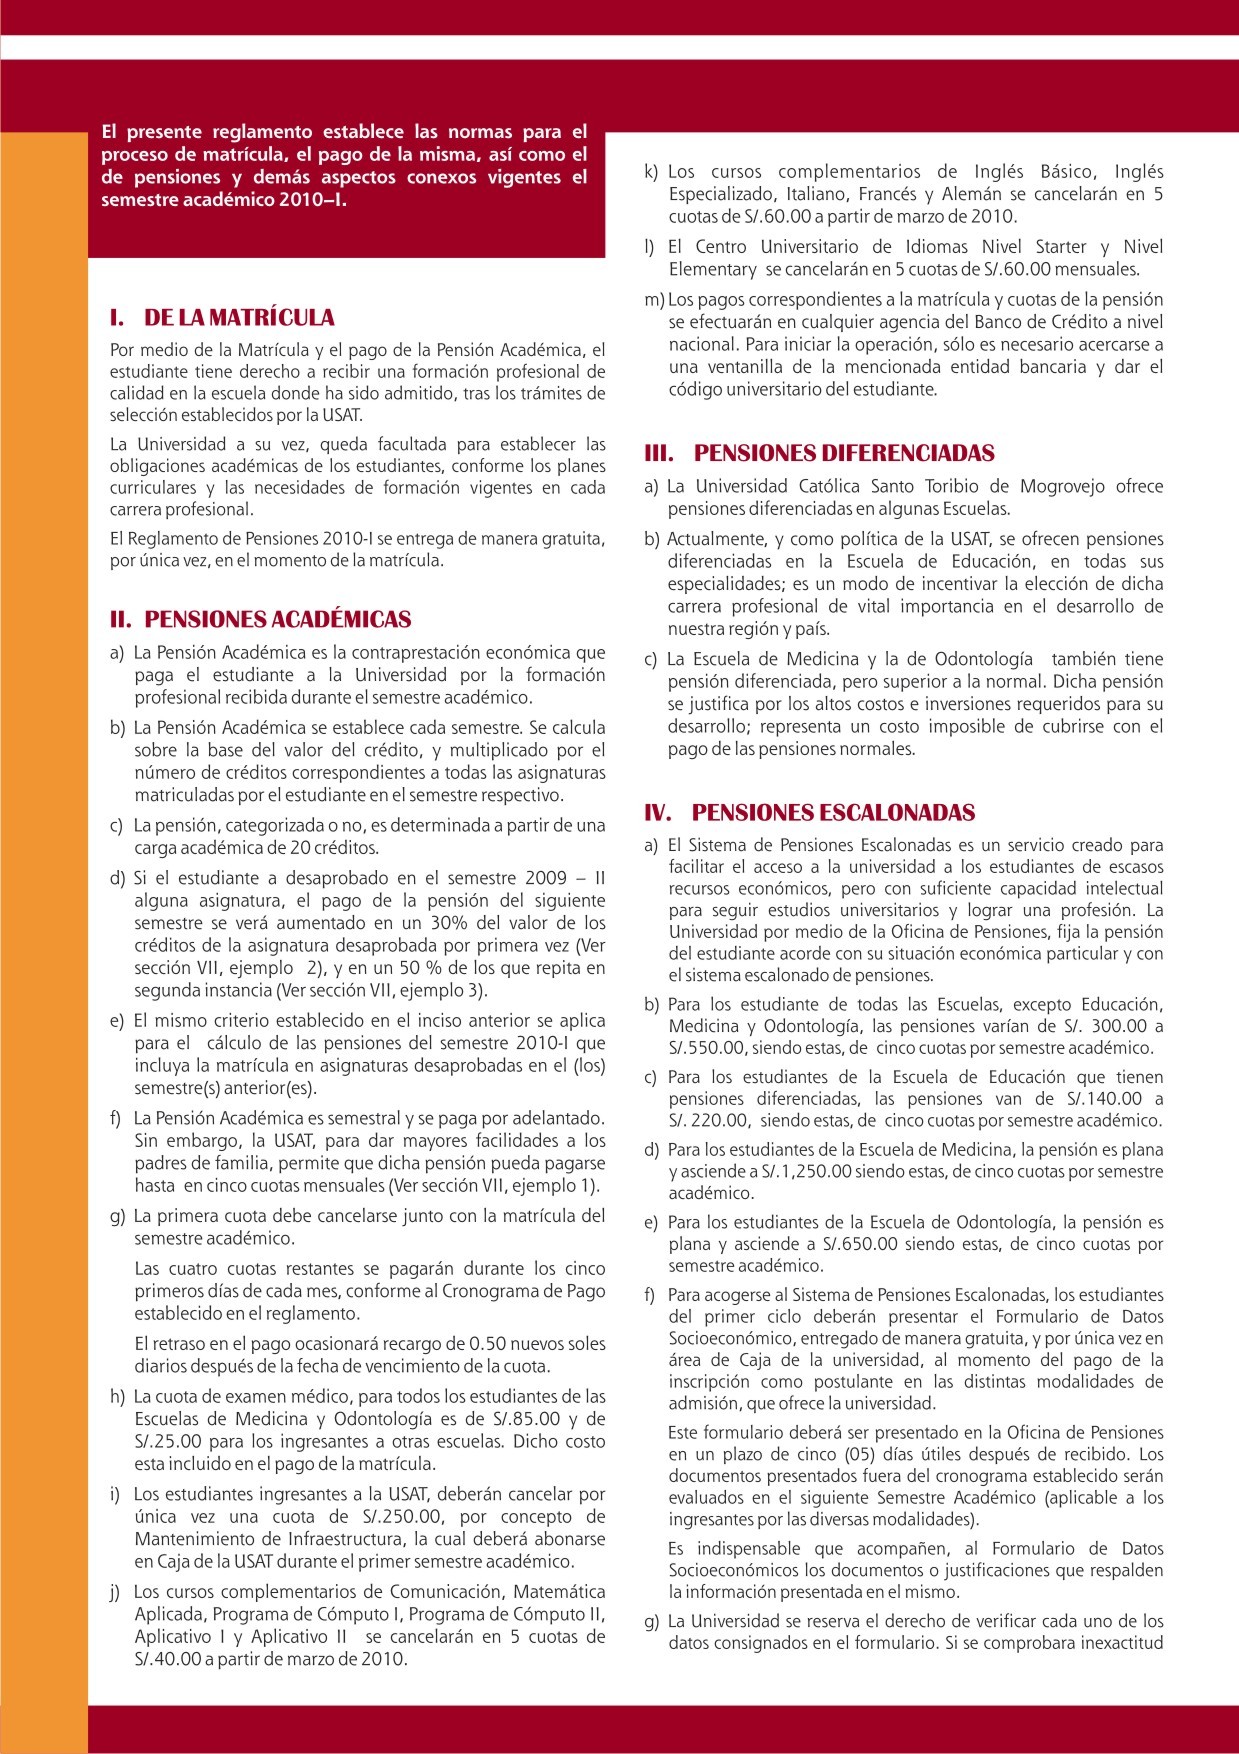 El presente reglamento establece las normas para el
proceso de matrícula, el pago de la misma, así como el
de pensiones y demás aspectos conexos vigentes el
semestre académico 2010–I.
I. DE LA MATRÍCULA
Por medio de la Matrícula y el pago de la Pensión Académica, el
estudiante tiene derecho a recibir una formación profesional de
calidad en la escuela donde ha sido admitido, tras los trámites de
selección establecidos por la USAT.
La Universidad a su vez, queda facultada para establecer las
obligaciones académicas de los estudiantes, conforme los planes
curriculares y las necesidades de formación vigentes en cada
carrera profesional.
El Reglamento de Pensiones 2010-I se entrega de manera gratuita,
por única vez, en el momento de la matrícula.
II. PENSIONES ACADÉMICAS
a) La Pensión Académica es la contraprestación económica que
paga el estudiante a la Universidad por la formación
profesional recibida durante el semestre académico.
b) La Pensión Académica se establece cada semestre. Se calcula
sobre la base del valor del crédito, y multiplicado por el
número de créditos correspondientes a todas las asignaturas
matriculadas por el estudiante en el semestre respectivo.
c) La pensión, categorizada o no, es determinada a partir de una
carga académica de 20 créditos.
d) Si el estudiante a desaprobado en el semestre 2009 – II
alguna asignatura, el pago de la pensión del siguiente
semestre se verá aumentado en un 30% del valor de los
créditos de la asignatura desaprobada por primera vez (Ver
sección VII, ejemplo 2), y en un 50 % de los que repita en
segunda instancia (Ver sección VII, ejemplo 3).
e) El mismo criterio establecido en el inciso anterior se aplica
para el cálculo de las pensiones del semestre 2010-I que
incluya la matrícula en asignaturas desaprobadas en el (los)
semestre(s) anterior(es).
f) La Pensión Académica es semestral y se paga por adelantado.
Sin embargo, la USAT, para dar mayores facilidades a los
padres de familia, permite que dicha pensión pueda pagarse
hasta en cinco cuotas mensuales (Ver sección VII, ejemplo 1).
g) La primera cuota debe cancelarse junto con la matrícula del
semestre académico.
Las cuatro cuotas restantes se pagarán durante los cinco
primeros días de cada mes, conforme al Cronograma de Pago
establecido en el reglamento.
El retraso en el pago ocasionará recargo de 0.50 nuevos soles
diarios después de la fecha de vencimiento de la cuota.
h) La cuota de examen médico, para todos los estudiantes de las
Escuelas de Medicina y Odontología es de S/.85.00 y de
S/.25.00 para los ingresantes a otras escuelas. Dicho costo
esta incluido en el pago de la matrícula.
i) Los estudiantes ingresantes a la USAT, deberán cancelar por
única vez una cuota de S/.250.00, por concepto de
Mantenimiento de Infraestructura, la cual deberá abonarse
en Caja de la USAT durante el primer semestre académico.
j) Los cursos complementarios de Comunicación, Matemática
Aplicada, Programa de Cómputo I, Programa de Cómputo II,
Aplicativo I y Aplicativo II se cancelarán en 5 cuotas de
S/.40.00 a partir de marzo de 2010.
k) Los cursos complementarios de Inglés Básico, Inglés
Especializado, Italiano, Francés y Alemán se cancelarán en 5
cuotas de S/.60.00 a partir de marzo de 2010.
l) El Centro Universitario de Idiomas Nivel Starter y Nivel
Elementary se cancelarán en 5 cuotas de S/.60.00 mensuales.
m) Los pagos correspondientes a la matrícula y cuotas de la pensión
se efectuarán en cualquier agencia del Banco de Crédito a nivel
nacional. Para iniciar la operación, sólo es necesario acercarse a
una ventanilla de la mencionada entidad bancaria y dar el
código universitario del estudiante.
III. PENSIONES DIFERENCIADAS
a) La Universidad Católica Santo Toribio de Mogrovejo ofrece
pensiones diferenciadas en algunas Escuelas.
b) Actualmente, y como política de la USAT, se ofrecen pensiones
diferenciadas en la Escuela de Educación, en todas sus
especialidades; es un modo de incentivar la elección de dicha
carrera profesional de vital importancia en el desarrollo de
nuestra región y país.
c) La Escuela de Medicina y la de Odontología también tiene
pensión diferenciada, pero superior a la normal. Dicha pensión
se justifica por los altos costos e inversiones requeridos para su
desarrollo; representa un costo imposible de cubrirse con el
pago de las pensiones normales.
IV. PENSIONES ESCALONADAS
a) El Sistema de Pensiones Escalonadas es un servicio creado para
facilitar el acceso a la universidad a los estudiantes de escasos
recursos económicos, pero con suficiente capacidad intelectual
para seguir estudios universitarios y lograr una profesión. La
Universidad por medio de la Oficina de Pensiones, fija la pensión
del estudiante acorde con su situación económica particular y con
el sistema escalonado de pensiones.
b) Para los estudiante de todas las Escuelas, excepto Educación,
Medicina y Odontología, las pensiones varían de S/. 300.00 a
S/.550.00, siendo estas, de cinco cuotas por semestre académico.
c) Para los estudiantes de la Escuela de Educación que tienen
pensiones diferenciadas, las pensiones van de S/.140.00 a
S/. 220.00, siendo estas, de cinco cuotas por semestre académico.
d) Para los estudiantes de la Escuela de Medicina, la pensión es plana
y asciende a S/.1,250.00 siendo estas, de cinco cuotas por semestre
académico.
e) Para los estudiantes de la Escuela de Odontología, la pensión es
plana y asciende a S/.650.00 siendo estas, de cinco cuotas por
semestre académico.
f) Para acogerse al Sistema de Pensiones Escalonadas, los estudiantes
del primer ciclo deberán presentar el Formulario de Datos
Socioeconómico, entregado de manera gratuita, y por única vez en
área de Caja de la universidad, al momento del pago de la
inscripción como postulante en las distintas modalidades de
admisión, que ofrece la universidad.
Este formulario deberá ser presentado en la Oficina de Pensiones
en un plazo de cinco (05) días útiles después de recibido. Los
documentos presentados fuera del cronograma establecido serán
evaluados en el siguiente Semestre Académico (aplicable a los
ingresantes por las diversas modalidades).
Es indispensable que acompañen, al Formulario de Datos
Socioeconómicos los documentos o justificaciones que respalden
la información presentada en el mismo.
g) La Universidad se reserva el derecho de verificar cada uno de los
datos consignados en el formulario. Si se comprobara inexactitud